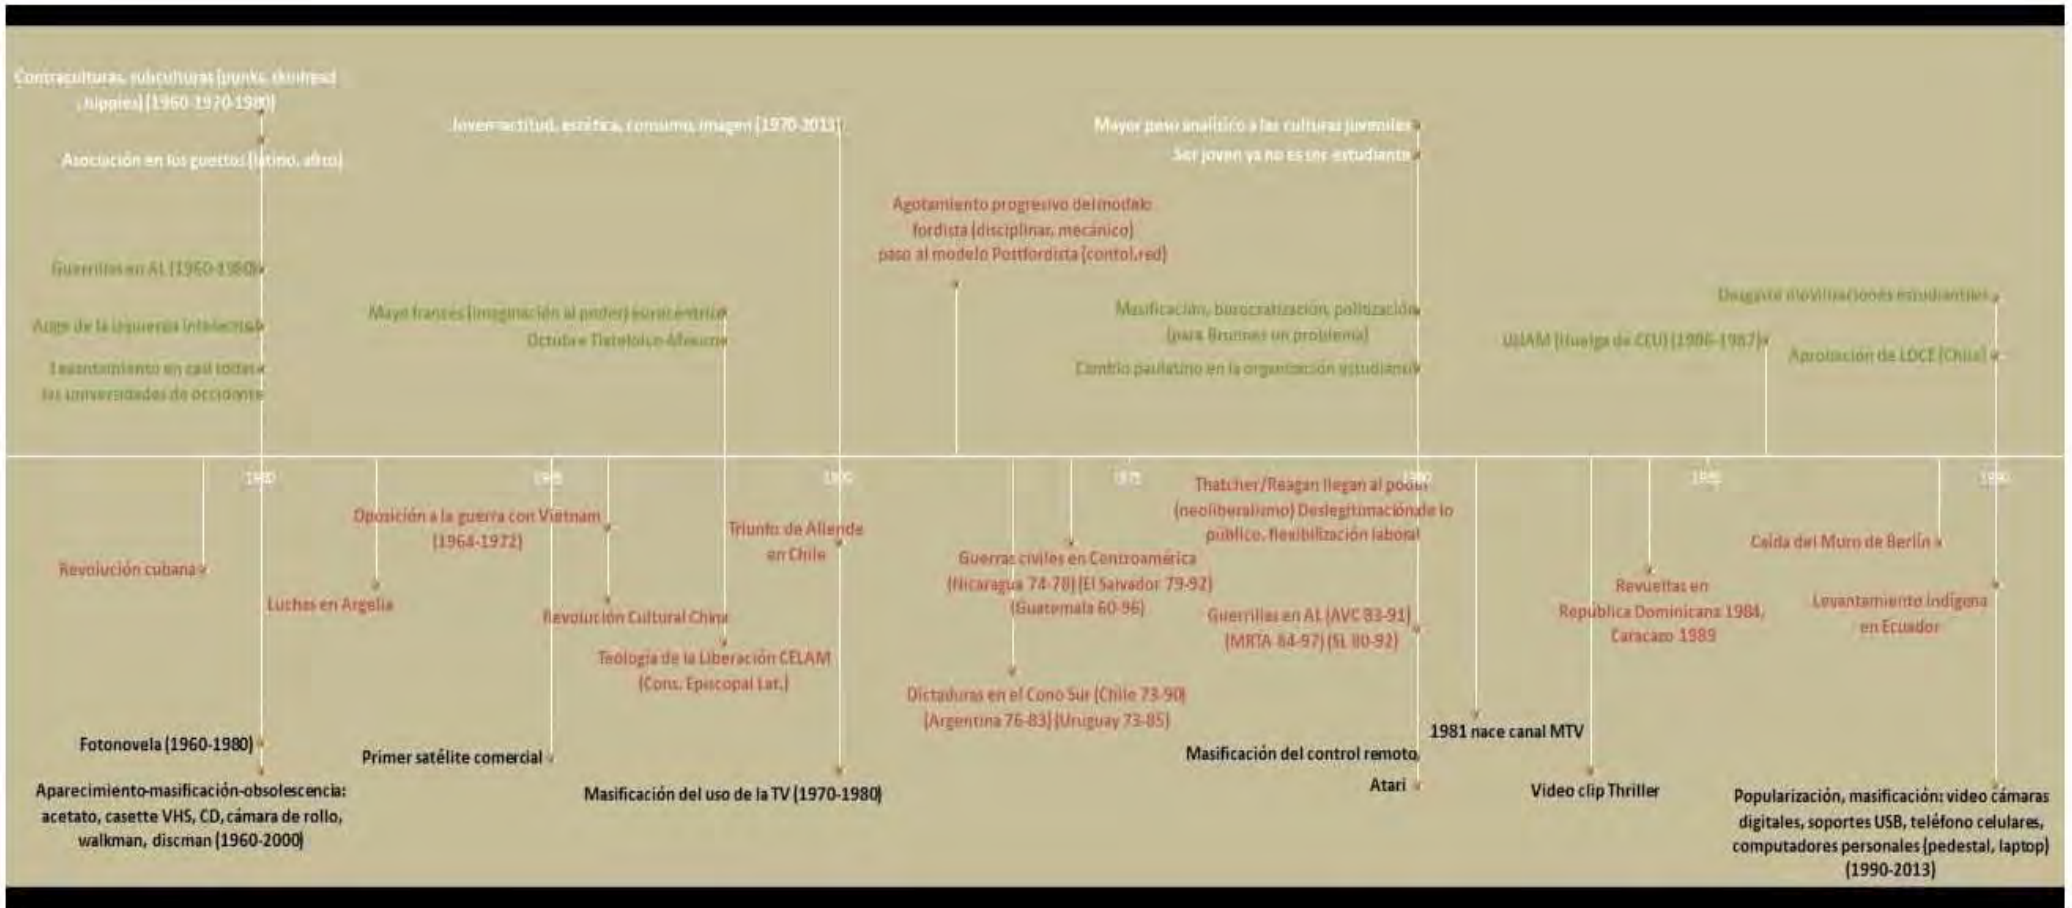 Contraculturas, subculturas (punks, skinhead
, hippies) (1960-1970-1980)
Asociación en los guettos (latino, afro)
Joven=actitud, estética, consumo, imagen (1970-2013)
Mayor peso analítico a las culturas juveniles
Ser joven ya no es ser estudiante
Agotamiento progresivo del modelo
fordista (disciplinar, mecánico)
paso al modelo Postfordista (contol,red)
Guerrillas en AL (1960-1980)
Auge de la izquierda intelectual
Levantamiento en casi todas
las universidades de occidente
Mayo francés (imaginación al poder) eurocéntrico
Octubre Tlatelolco-México
Masificación, burocratización, politización
(para Brunner un problema)
Cambio paulatino en la organización estudiantil
UNAM (Huelga de CEU) (1986-1987)
Desgaste movilizaciones estudiantiles
Aprobación de LOCE (Chile)
1960
1965
1975
1985
1990
Revolución cubana
Luchas en Argelia
Oposición a la guerra con Vietnam
(1964-1972)
Revolución Cultural China
Teología de la Liberación CELAM
(Cons. Episcopal Lat.)
Triunfo de Allende
en Chile
Guerras civiles en Centroamérica
(Nicaragua 74-78) (El Salvador 79-92)
(Guatemala 60-96)
Dictaduras en el Cono Sur (Chile 73-90)
(Argentina 76-83) (Uruguay 73-85)
Thatcher/Reagan llegan al poder
(neoliberalismo) Deslegitimación de lo
público, flexibilización laboral
Guerrillas en AL (AVC 83-91)
(MRTA 84-97) (SL 80-92)
Revueltas en
República Dominicana 1984,
Caracazo 1989
Caída del Muro de Berlín
Levantamiento Indígena
en Ecuador
Fotonovela (1960-1980)
Aparecimiento-masificación-obsolescencia:
acetato, casette VHS, CD, cámara de rollo,
walkman, discman (1960-2000)
Primer satélite comercial
Masificación del uso de la TV (1970-1980)
Masificación del control remoto
Atari
1981 nace canal MTV
Video clip Thriller
Popularización, masificación: video cámaras
digitales, soportes USB, teléfono celulares,
computadores personales (pedestal, laptop)
(1990-2013)